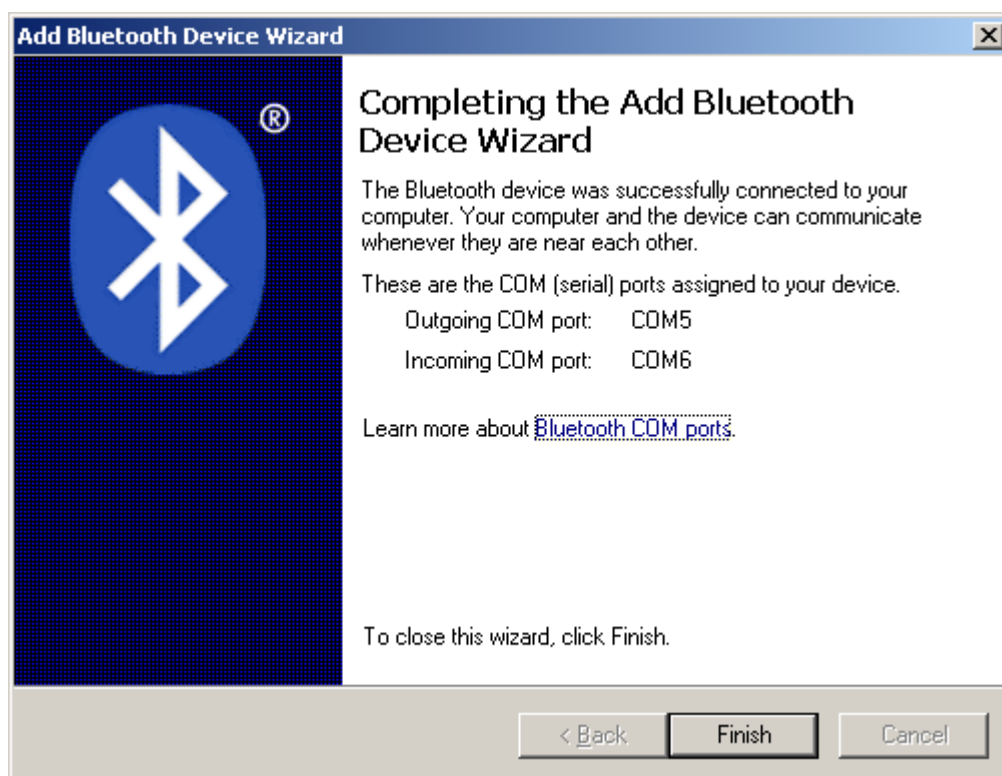 Add Bluetooth Device Wizard
®
Completing the Add Bluetooth
Device Wizard
The Bluetooth device was successfully connected to your
computer. Your computer and the device can communicate
whenever they are near each other.
These are the COM (serial) ports assigned to your device.
Outgoing COM port: COM5
Incoming COM port: COM6
Learn more about Bluetooth COM ports.
To close this wizard, click Finish.
< Back Finish Cancel